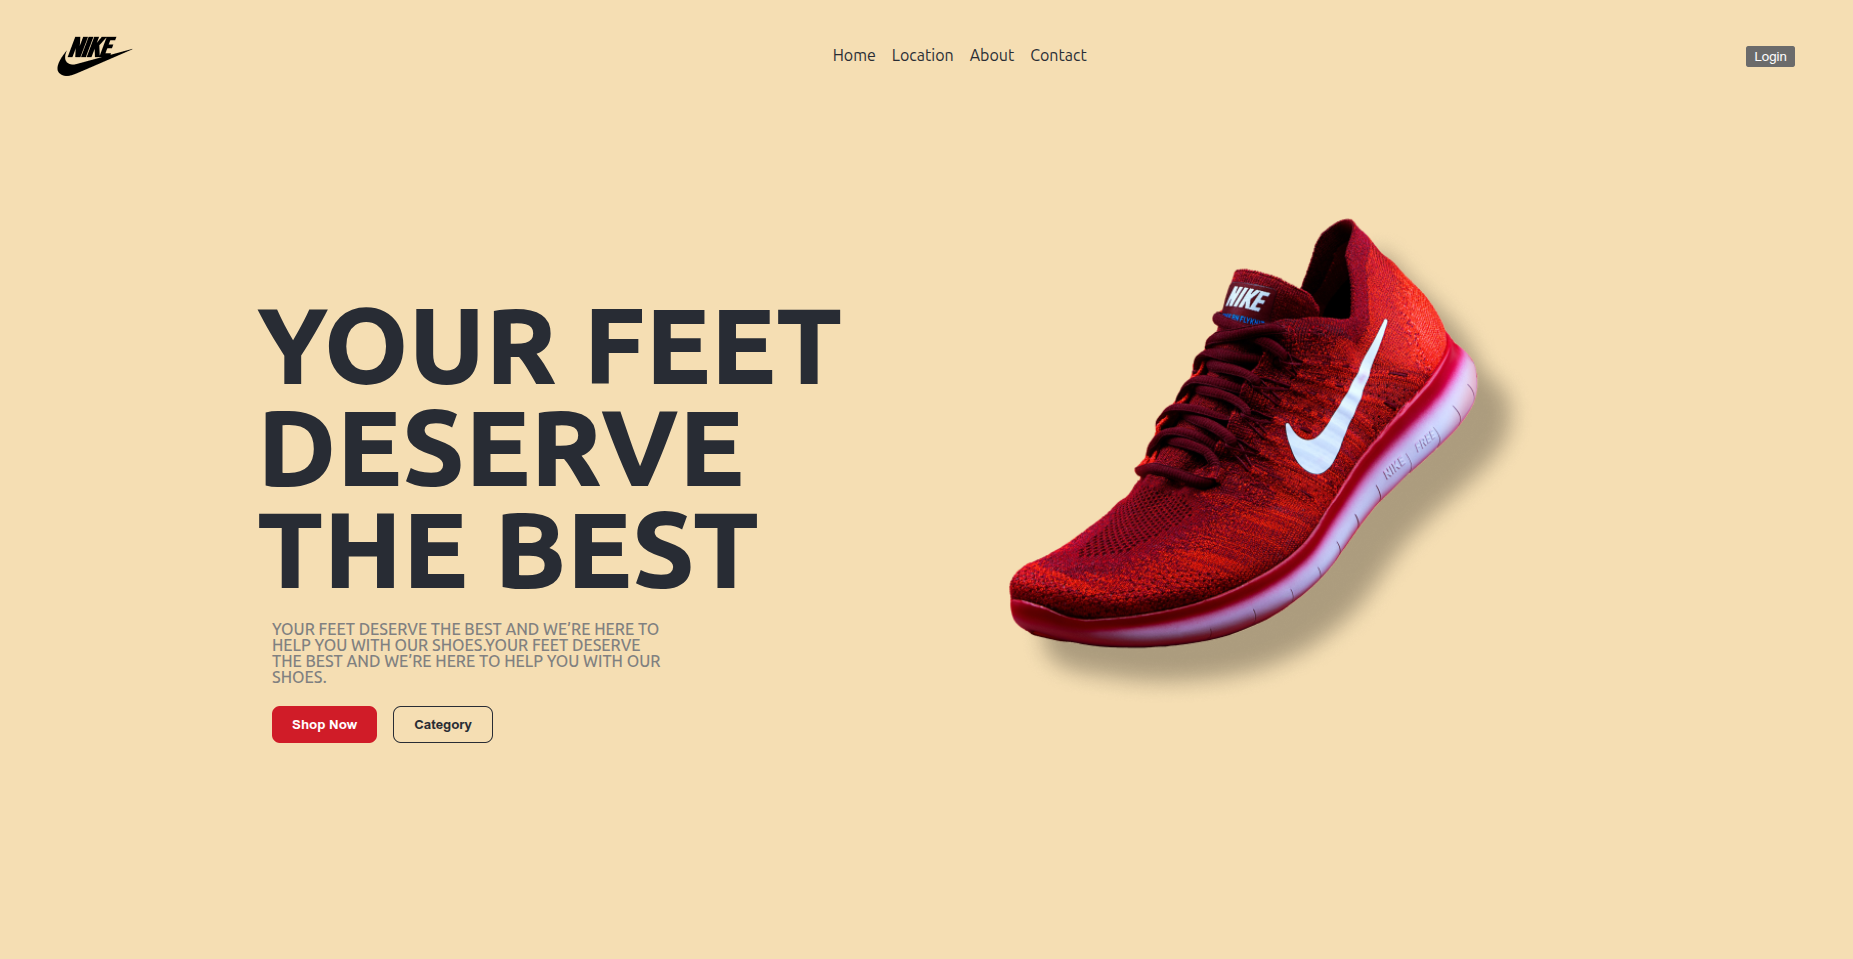 NIKE
Home Location About Contact
Login
YOUR FEET
DESERVE
THE BEST
YOUR FEET DESERVE THE BEST AND WE'RE HERE TO
HELP YOU WITH OUR SHOES.YOUR FEET DESERVE
THE BEST AND WE'RE HERE TO HELP YOU WITH OUR
SHOES.
Shop Now Category
NIKE
NIKE FREE